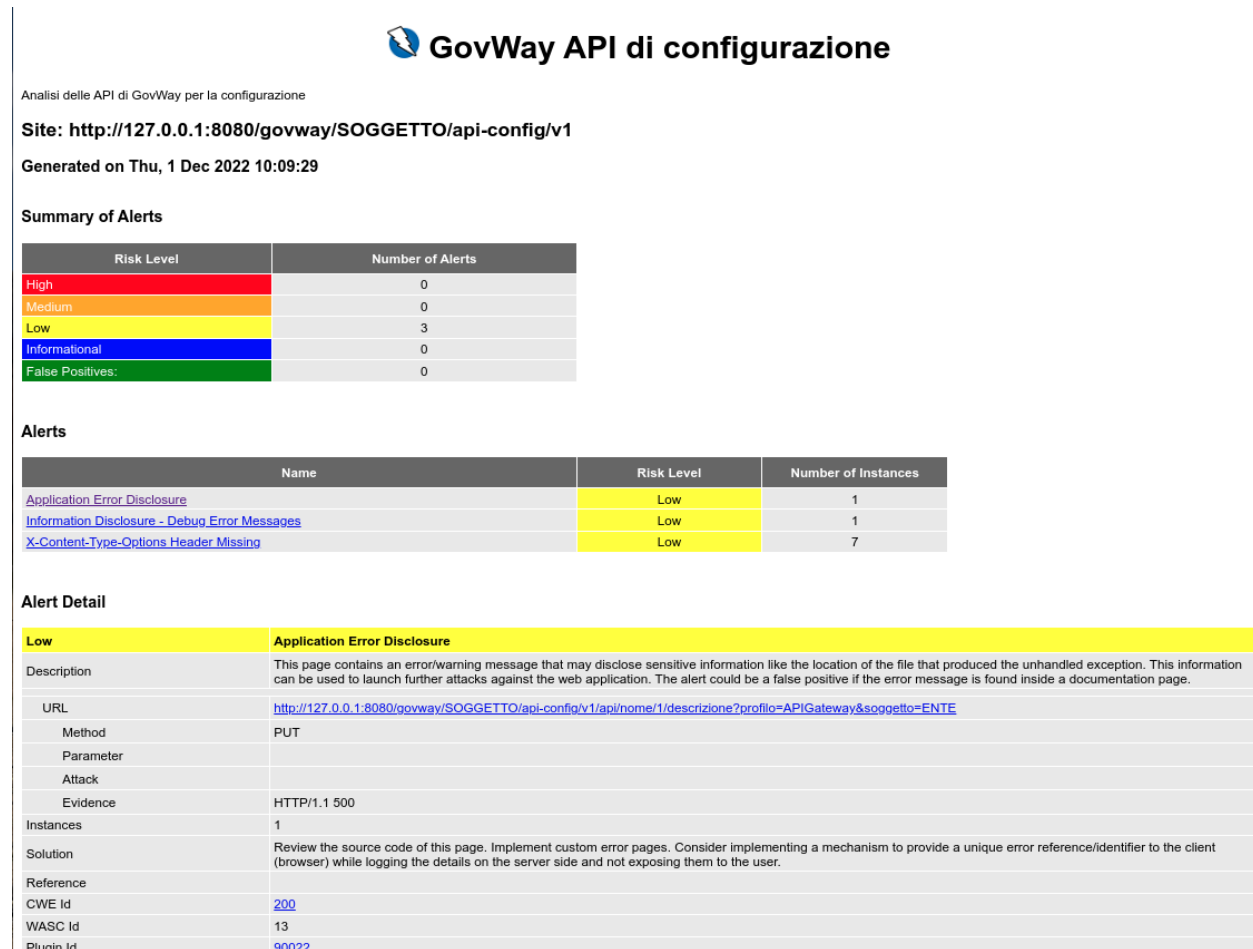 GovWay API di configurazione
Analisi delle API di GovWay per la configurazione
Site: http://127.0.0.1:8080/govway/SOGGETTO/api-config/v1
Generated on Thu, 1 Dec 2022 10:09:29
Summary of Alerts
Risk Level Number of Alerts
High 0
Medium 0
Low 3
Informational 0
False Positives: 0
Alerts
Name Risk Level Number of Instances
Application Error Disclosure Low 1
Information Disclosure - Debug Error Messages Low 1
X-Content-Type-Options Header Missing Low 7
Alert Detail
Low Application Error Disclosure
Description This page contains an error/warning message that may disclose sensitive information like the location of the file that produced the unhandled exception. This information
can be used to launch further attacks against the web application. The alert could be a false positive if the error message is found inside a documentation page.
URL http://127.0.0.1:8080/govway/SOGGETTO/api-config/v1/api/nome/1/descrizione?profilo=APIGateway&soggetto=ENTE
Method PUT
Parameter
Attack
Evidence HTTP/1.1 500
Instances 1
Solution Review the source code of this page. Implement custom error pages. Consider implementing a mechanism to provide a unique error reference/identifier to the client
(browser) while logging the details on the server side and not exposing them to the user.
Reference
CWE Id 200
WASC Id 13
Plugin Id 90022